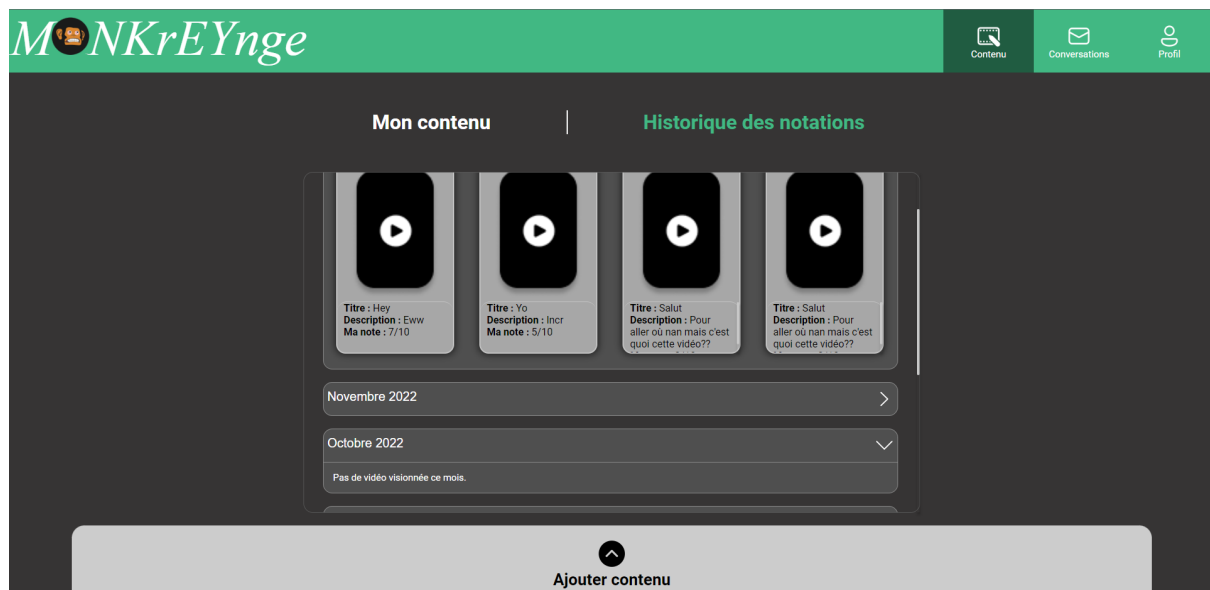 M NKrEYnge
Contenu
Conversations
Profil
Mon contenu
Historique des notations
Titre : Hey
Description : Eww
Ma note : 7/10
Titre : Yo
Description : Incr
Ma note : 5/10
Titre : Salut
Description : Pour
aller où nan mais c'est
quoi cette vidéo??
Titre : Salut
Description : Pour
aller où nan mais c'est
quoi cette vidéo??
Novembre 2022
Octobre 2022
Pas de vidéo visionnée ce mois.
Ajouter contenu